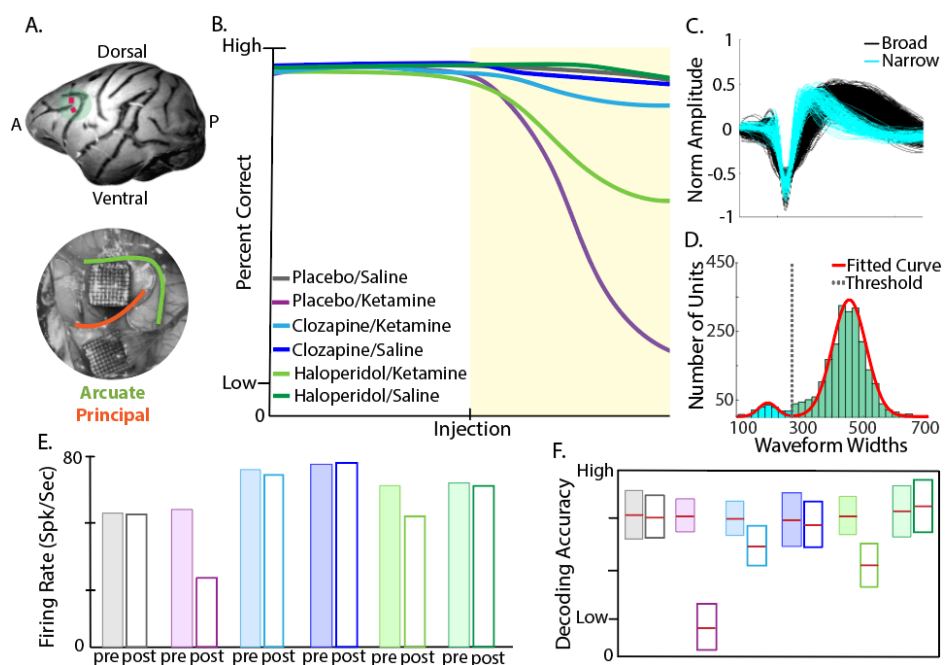 A.
Dorsal
A
P
Ventral
Arcuate
Principal
B.
High
Percent Correct
Low
0
Injection
Placebo/Saline
Placebo/Ketamine
Clozapine/Ketamine
Clozapine/Saline
Haloperidol/Ketamine
Haloperidol/Saline
C.
1
0.5
0
-0.5
-1
Norm Amplitude
Broad
Narrow
D.
450
250
50
Number of Units
Fitted Curve
Threshold
100 300 500 700
Waveform Widths
E.
80
Firing Rate (Spk/Sec)
0
pre post pre post pre post pre post pre post pre post
F.
High
Decoding Accuracy
Low
0